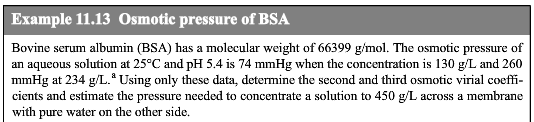 Example 11.13 Osmotic pressure of BSA
Bovine serum albumin (BSA) has a molecular weight of 66399 g/mol. The osmotic pressure of
an aqueous solution at 25°C and pH 5.4 is 74 mmHg when the concentration is 130 g/L and 260
mmHg at 234 g/L.ª Using only these data, determine the second and third osmotic virial coeffi-
cients and estimate the pressure needed to concentrate a solution to 450 g/L across a membrane
with pure water on the other side.